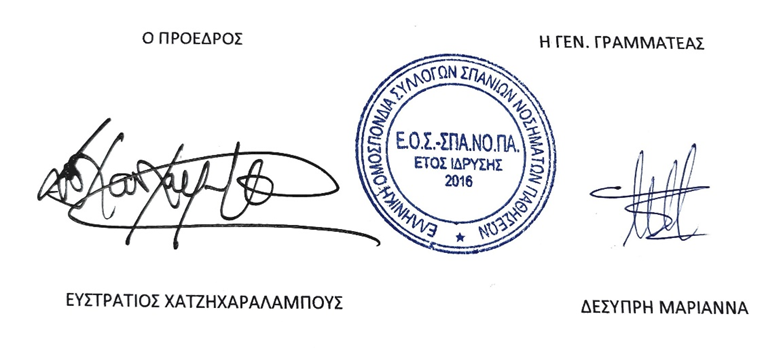 Ο ΠΡΟΕΔΡΟΣ
Η ΓΕΝ. ΓΡΑΜΜΑΤΕΑΣ
ΕΛΛΗΝΙΚΗ ΟΜΟΣΠΟΝΔΙΑ ΣΥΛΛΟΓΩΝ ΣΠΑΝΙΩΝ ΝΟΣΗΜΑΤΩΝ ΠΑΘΗΣΕΩΝ
Ε.Ο.Σ.-ΣΠΑ.ΝΟ.ΠΑ.
ΕΤΟΣ ΙΔΡΥΣΗΣ
2016
ΕΥΣΤΡΑΤΙΟΣ ΧΑΤΖΗΧΑΡΑΛΑΜΠΟΥΣ
ΔΕΣΥΠΡΗ ΜΑΡΙΑΝΝΑ